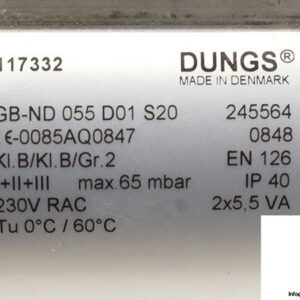 117332 DUNGS®
MADE IN DENMARK
GB-ND 055 D01 S20 245564
CE-0085AQ0847 0848
Kl.B/Kl.B/Gr.2 EN 126
I+II+III max.65 mbar IP 40
230V RAC 2x5,5 VA
Tu 0°C / 60°C